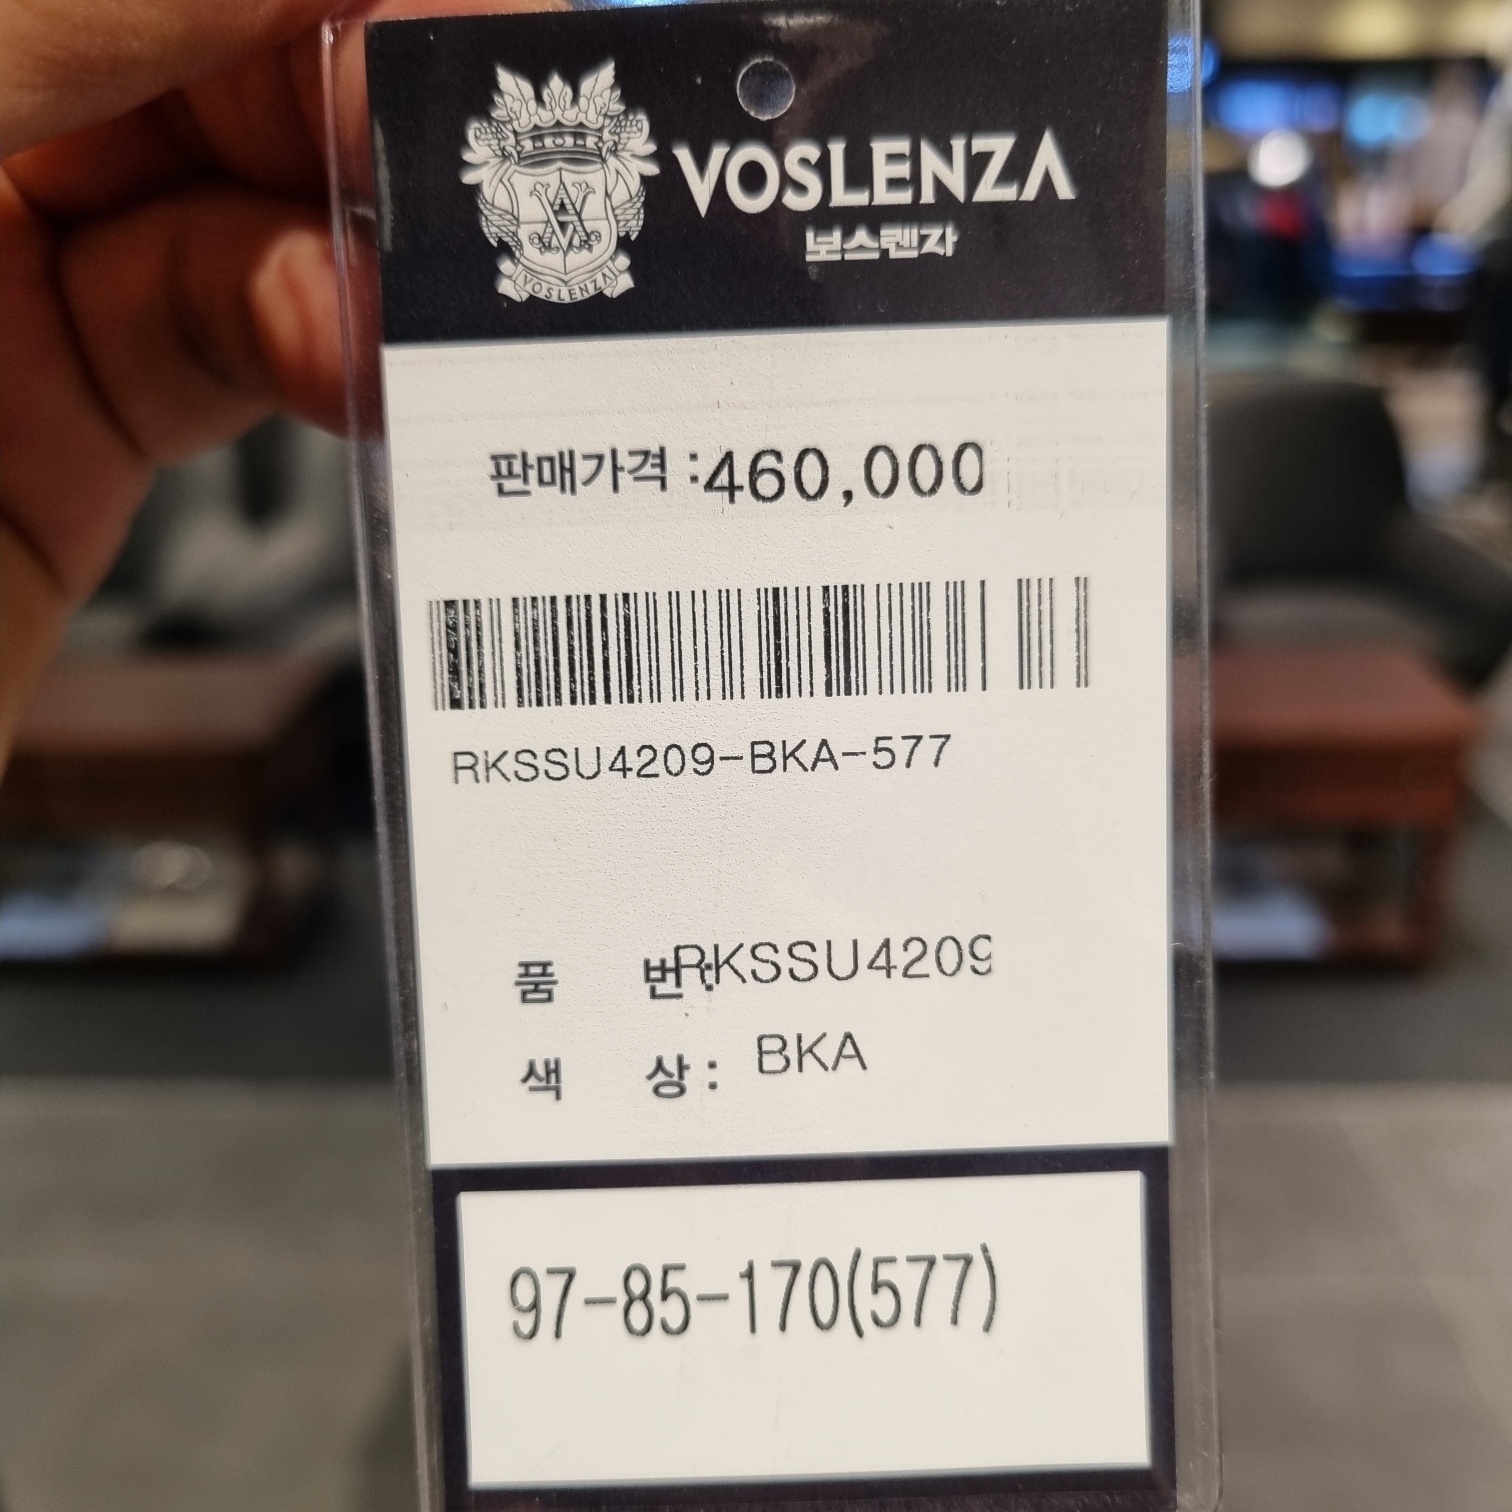 VOSLENZA
보스렌자
VOSLENZA
판매가격 :460,000
RKSSU4209-BKA-577
품 번:RKSSU4209
색 상: BKA
97-85-170(577)